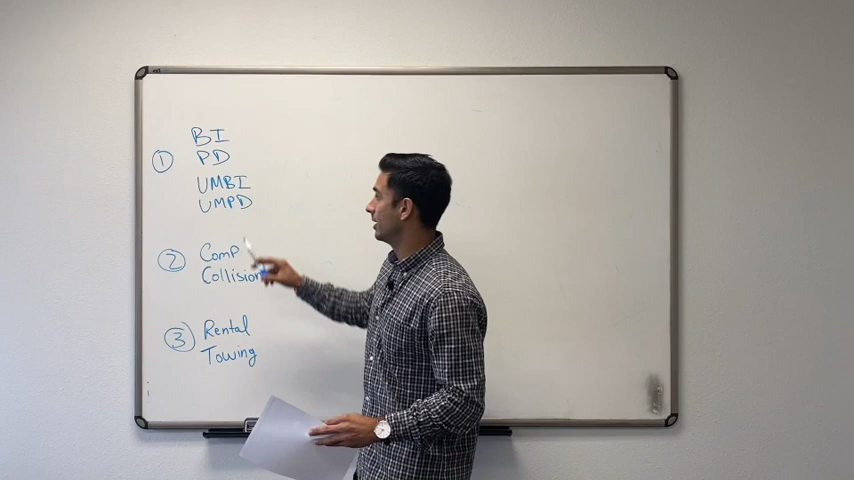 BI
① PD
UMBI
UMPD
② Comp
Collision
③ Rental
Towing